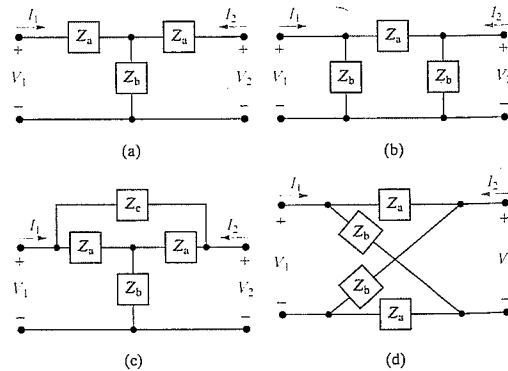 I1 Za Za I2
+ +
V1 Zb V2
− −
(a)
I1 Za I2
+ +
V1 Zb Zb V
− −
(b)
Zc
I1 Za Za I2
+ +
V1 Zb V2
− −
(c)
I1 Za I2
+ Zb +
V1 V
Zb
− Za −
(d)